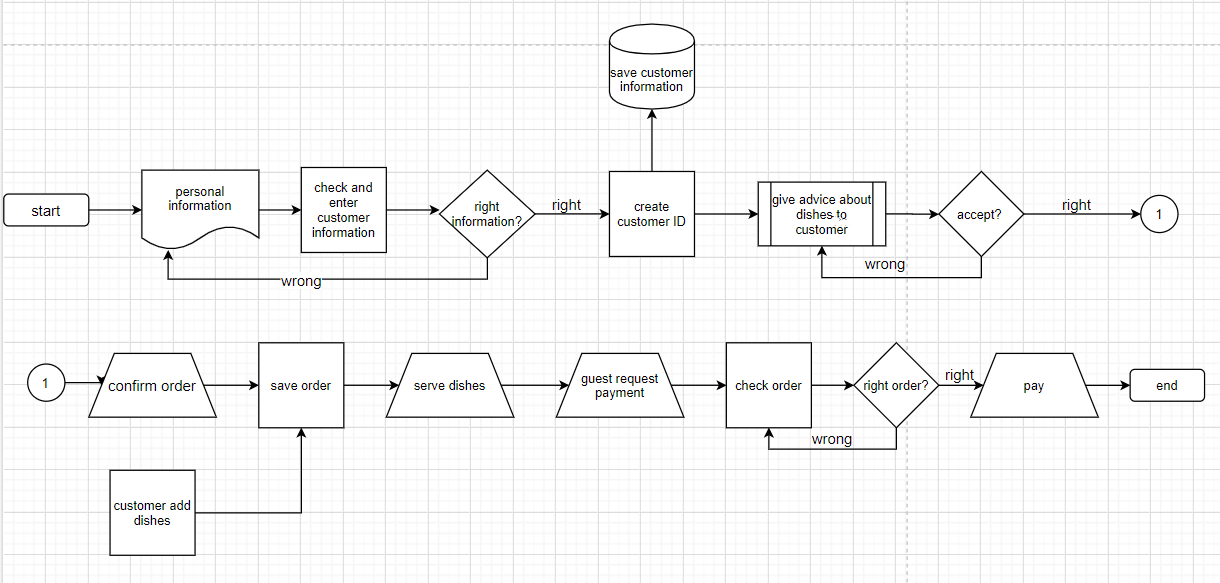 save customer
information
start
personal
information
check and
enter
customer
information
right
information?
right
create
customer ID
give advice about
dishes to
customer
accept?
right
1
wrong
wrong
1
confirm order
save order
serve dishes
guest request
payment
check order
right order?
right
pay
end
wrong
customer add
dishes